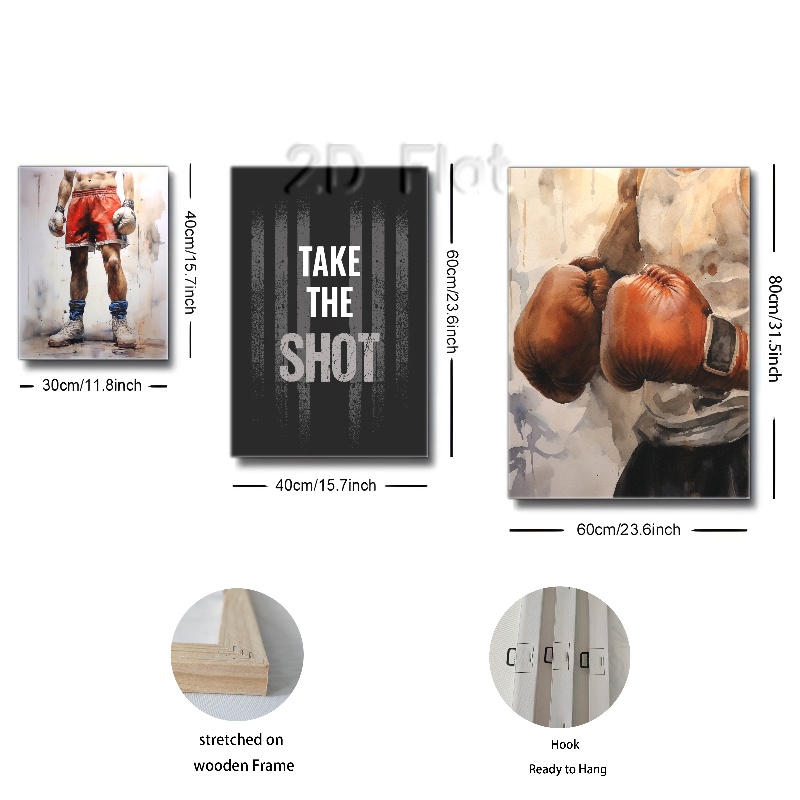 2D Flat
40cm/15.7inch
30cm/11.8inch
TAKE
THE
SHOT
60cm/23.6inch
40cm/15.7inch
80cm/31.5inch
60cm/23.6inch
stretched on
wooden Frame
Hook
Ready to Hang